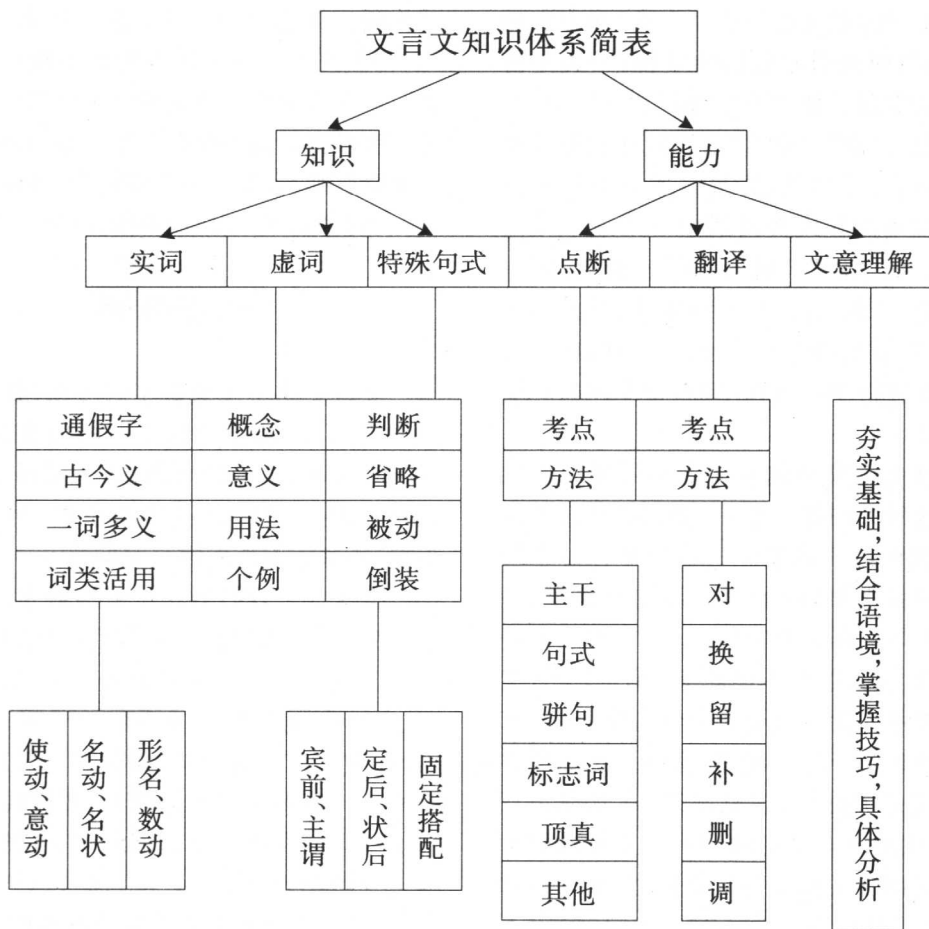 文言文知识体系简表
知识
能力
实词
虚词
特殊句式
点断
翻译
文意理解
通假字
概念
判断
古今义
意义
省略
一词多义
用法
被动
词类活用
个例
倒装
考点
考点
方法
方法
使动、意动
名动、名状
形名、数动
宾前、主谓
定后、状后
固定搭配
主干
句式
骈句
标志词
顶真
其他
对
换
留
补
删
调
夯实基础,结合语境,掌握技巧,具体分析